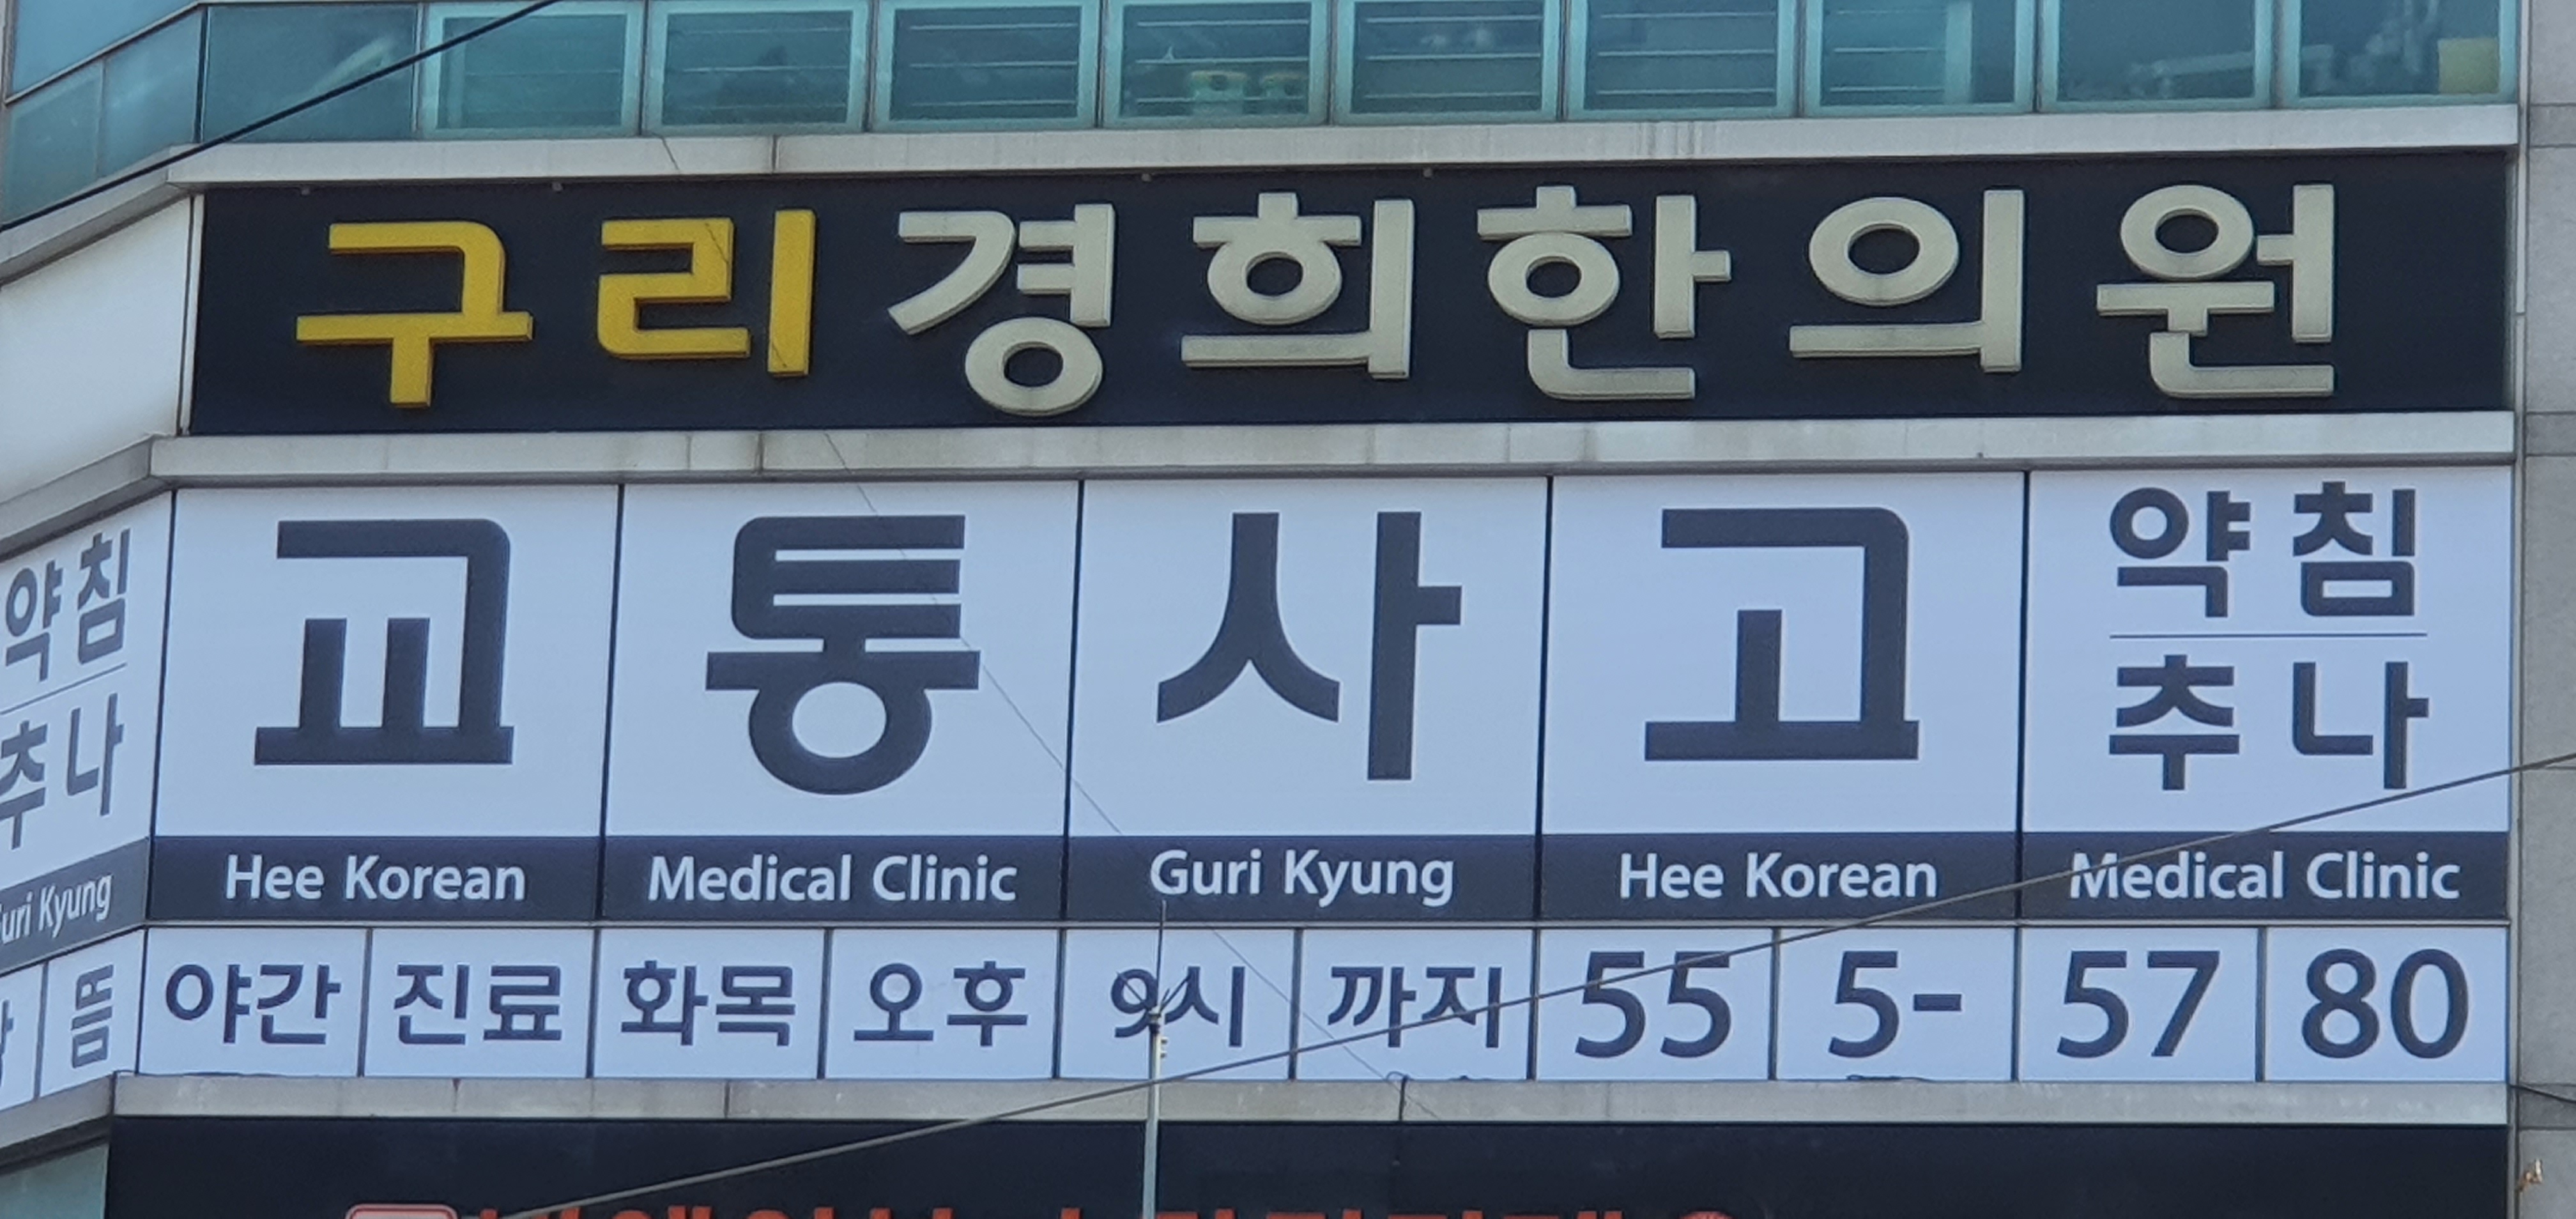 구리경희한의원
교통사고
약침
추나
Hee Korean Medical Clinic Guri Kyung Hee Korean Medical Clinic
야간 진료 화목 오후 9시 까지 555-5780
약침
추나
Kyung
뜸